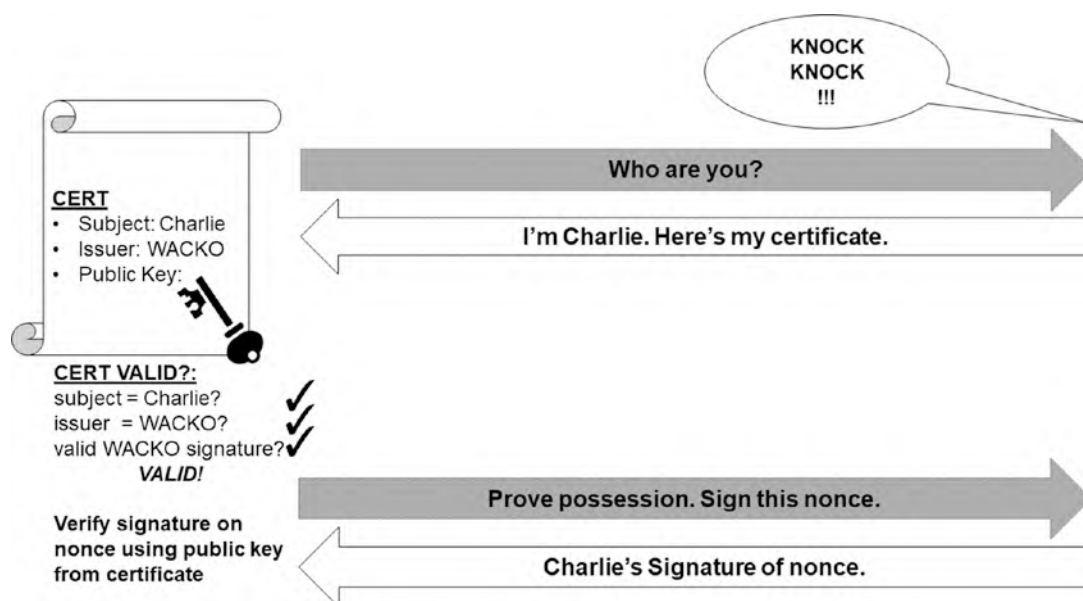 KNOCK
KNOCK
!!!
Who are you?
I'm Charlie. Here's my certificate.
CERT
• Subject: Charlie
• Issuer: WACKO
• Public Key:
CERT VALID?:
subject = Charlie?
issuer = WACKO?
valid WACKO signature?
VALID!
Prove possession. Sign this nonce.
Verify signature on
nonce using public key
from certificate
Charlie's Signature of nonce.